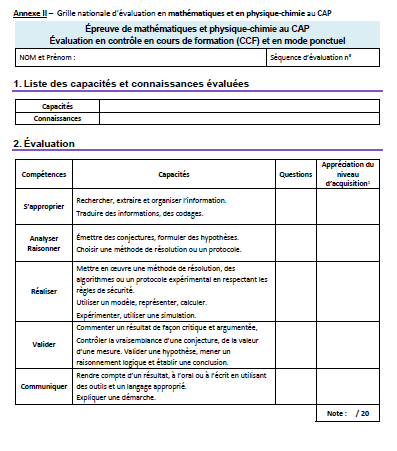 Annexe II – Grille nationale d'évaluation en mathématiques et en physique-chimie au CAP
Épreuve de mathématiques et physique-chimie au CAP
Évaluation en contrôle en cours de formation (CCF) et en mode ponctuel
NOM et Prénom :
Séquence d'évaluation n°
1. Liste des capacités et connaissances évaluées
Capacités
Connaissances
2. Évaluation
Compétences Capacités Questions Appréciation du
niveau
d'acquisition¹
S'approprier
Rechercher, extraire et organiser l'information.
Traduire des informations, des codages.
Analyser
Raisonner
Émettre des conjectures, formuler des hypothèses.
Choisir une méthode de résolution ou un protocole.
Réaliser
Mettre en œuvre une méthode de résolution, des
algorithmes ou un protocole expérimental en respectant les
règles de sécurité.
Utiliser un modèle, représenter, calculer.
Expérimenter, utiliser une simulation.
Valider
Commenter un résultat de façon critique et argumentée,
Contrôler la vraisemblance d'une conjecture, de la valeur
d'une mesure. Valider une hypothèse, mener un
raisonnement logique et établir une conclusion.
Communiquer
Rendre compte d'un résultat, à l'oral ou à l'écrit en utilisant
des outils et un langage approprié.
Expliquer une démarche.
Note : / 20